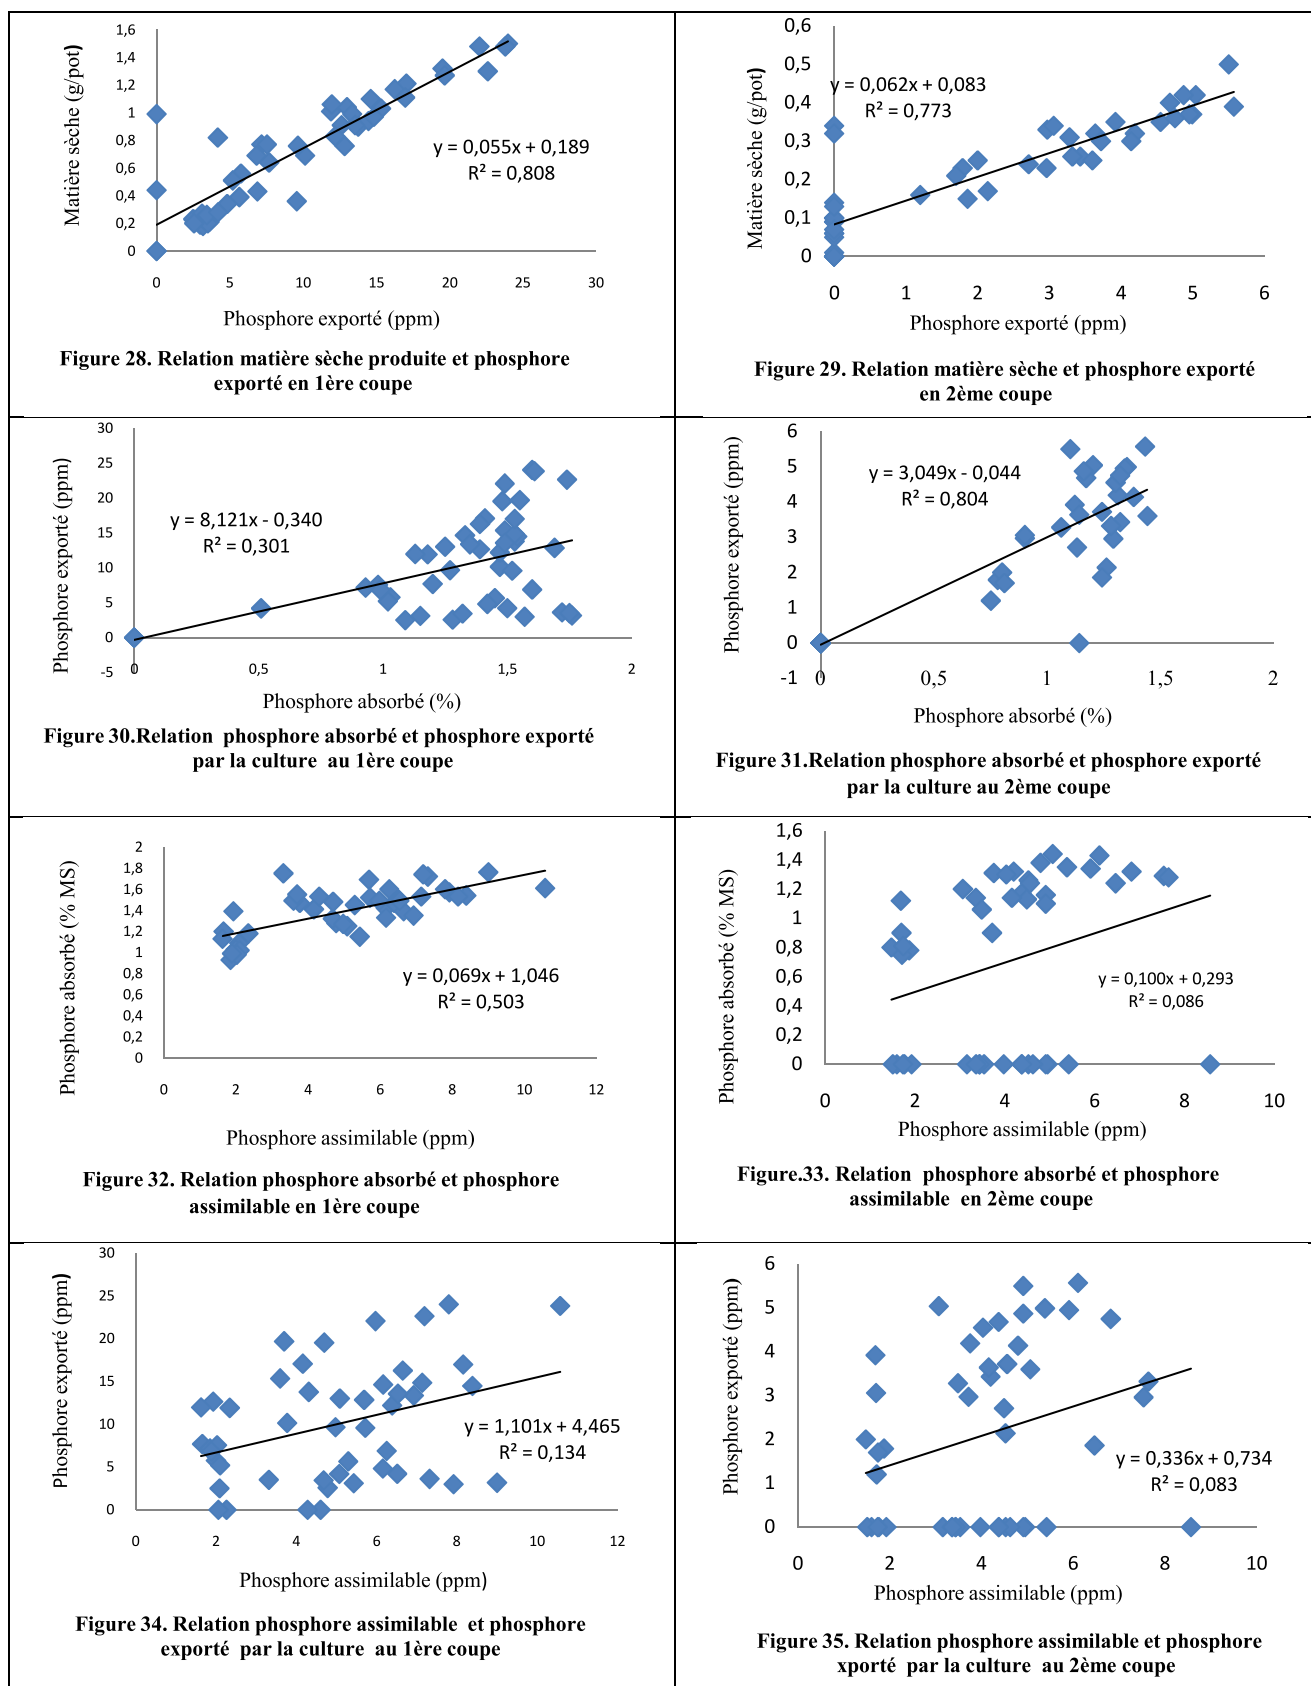 1,6
1,4
1,2
1
0,8
0,6
0,4
0,2
0
Matière sèche (g/pot)
y = 0,055x + 0,189
R² = 0,808
0 5 10 15 20 25 30
Phosphore exporté (ppm)
Figure 28. Relation matière sèche produite et phosphore
exporté en 1ère coupe
0,6
0,5
0,4
0,3
0,2
0,1
0
Matière sèche (g/pot)
y = 0,062x + 0,083
R² = 0,773
0 1 2 3 4 5 6
Phosphore exporté (ppm)
Figure 29. Relation matière sèche et phosphore exporté
en 2ème coupe
30
25
20
15
10
5
0
-5
Phosphore exporté (ppm)
y = 8,121x - 0,340
R² = 0,301
0 0,5 1 1,5 2
Phosphore absorbé (%)
Figure 30.Relation phosphore absorbé et phosphore exporté
par la culture au 1ère coupe
6
5
4
3
2
1
0
-1
Phosphore exporté (ppm)
y = 3,049x - 0,044
R² = 0,804
0 0,5 1 1,5 2
Phosphore absorbé (%)
Figure 31.Relation phosphore absorbé et phosphore exporté
par la culture au 2ème coupe
2
1,8
1,6
1,4
1,2
1
0,8
0,6
0,4
0,2
0
Phosphore absorbé (% MS)
y = 0,069x + 1,046
R² = 0,503
0 2 4 6 8 10 12
Phosphore assimilable (ppm)
Figure 32. Relation phosphore absorbé et phosphore
assimilable en 1ère coupe
1,6
1,4
1,2
1
0,8
0,6
0,4
0,2
0
Phosphore absorbé (% MS)
y = 0,100x + 0,293
R² = 0,086
0 2 4 6 8 10
Phosphore assimilable (ppm)
Figure.33. Relation phosphore absorbé et phosphore
assimilable en 2ème coupe
30
25
20
15
10
5
0
Phosphore exporté (ppm)
y = 1,101x + 4,465
R² = 0,134
0 2 4 6 8 10 12
Phosphore assimilable (ppm)
Figure 34. Relation phosphore assimilable et phosphore
exporté par la culture au 1ère coupe
6
5
4
3
2
1
0
Phosphore exporté (ppm)
y = 0,336x + 0,734
R² = 0,083
0 2 4 6 8 10
Phosphore assimilable (ppm)
Figure 35. Relation phosphore assimilable et phosphore
xporté par la culture au 2ème coupe